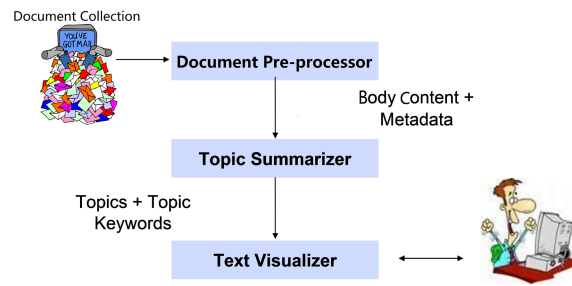 Document Collection
YOU'VE
GOT MAIL
Document Pre-processor
Body Content +
Metadata
Topic Summarizer
Topics + Topic
Keywords
Text Visualizer